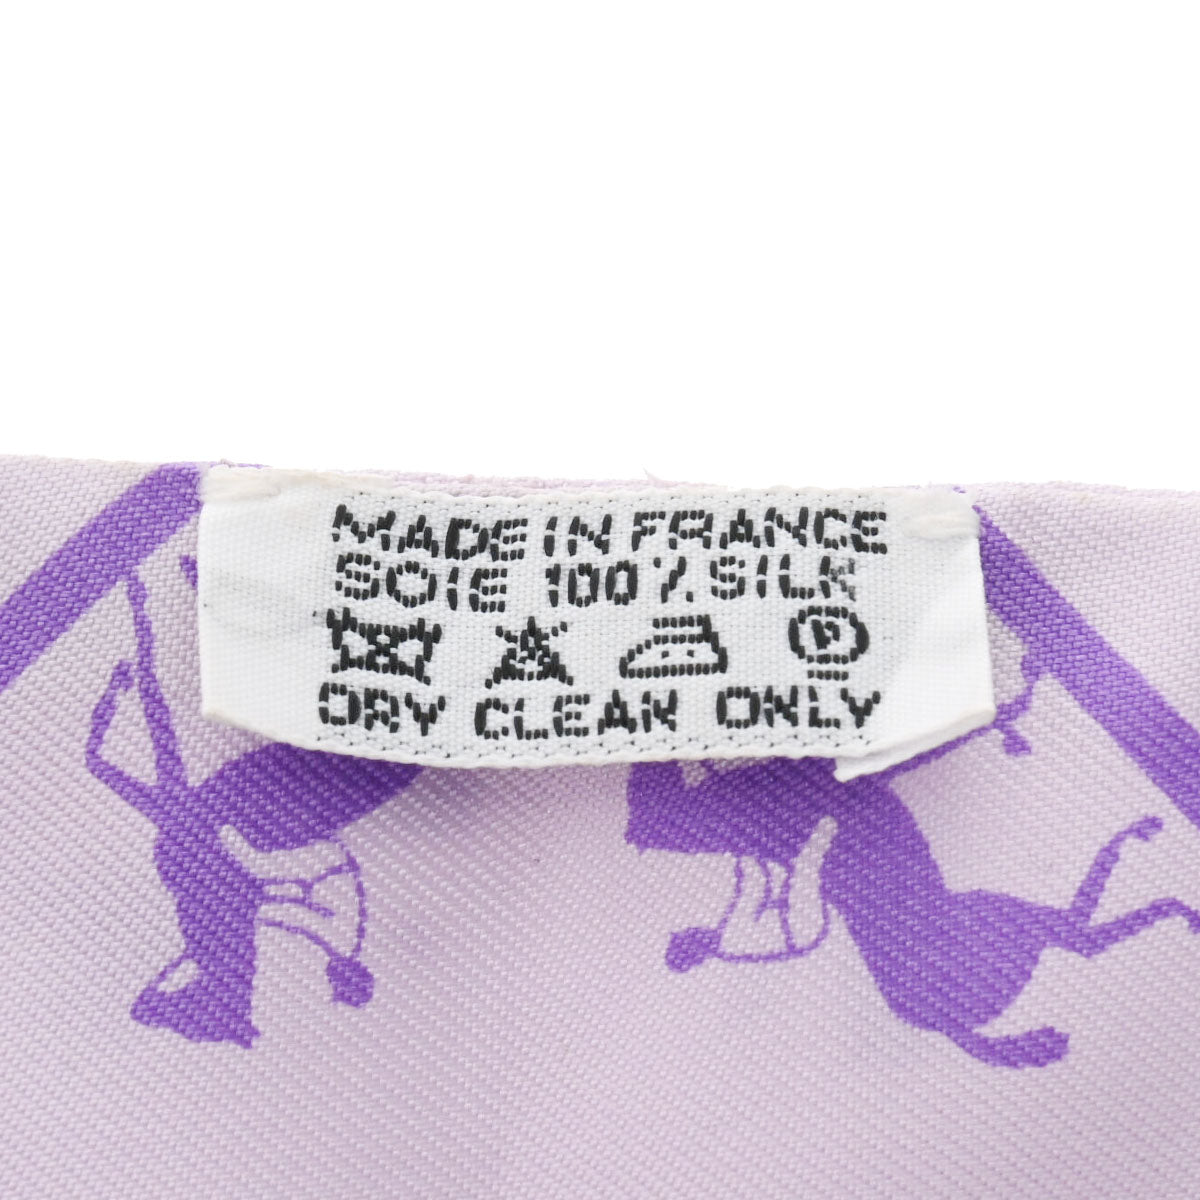 MADE IN FRANCE
SOIE 100% SILK
P
DRY CLEAN ONLY